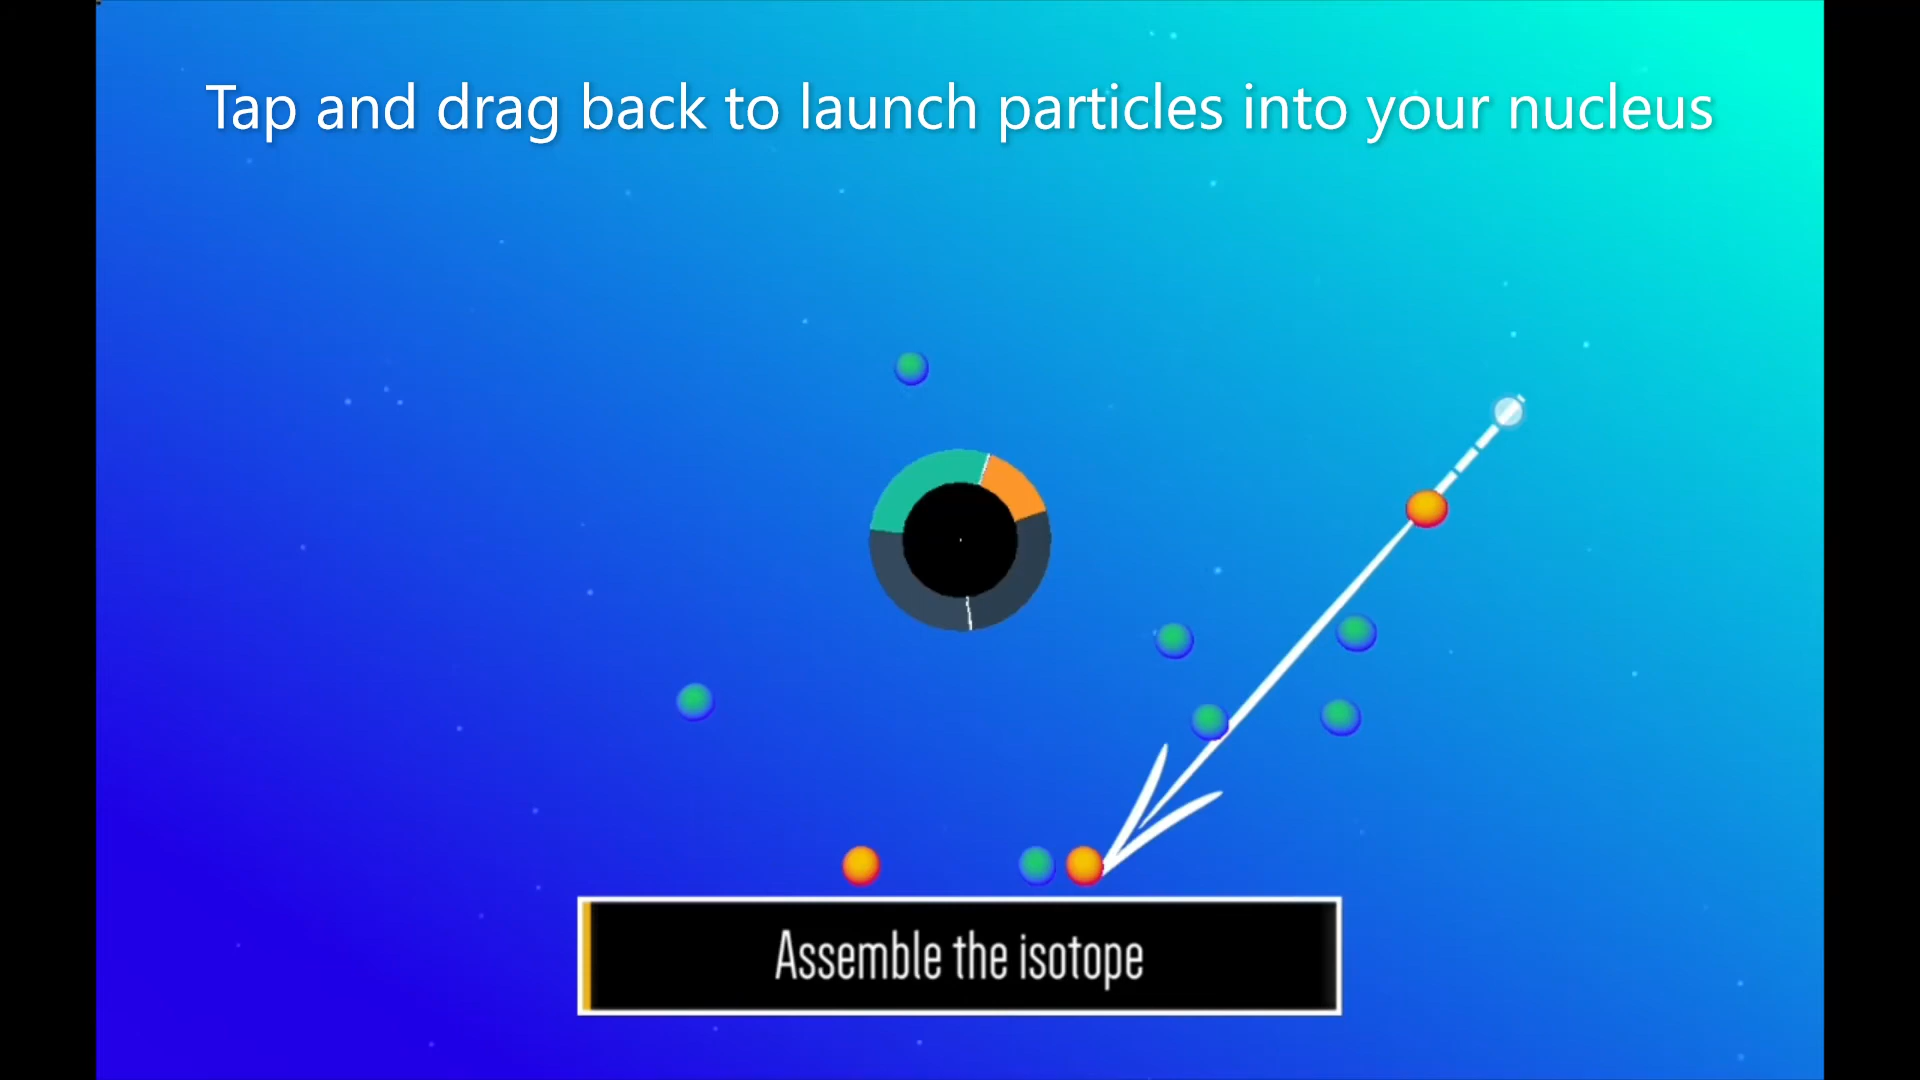 Tap and drag back to launch particles into your nucleus
Assemble the isotope